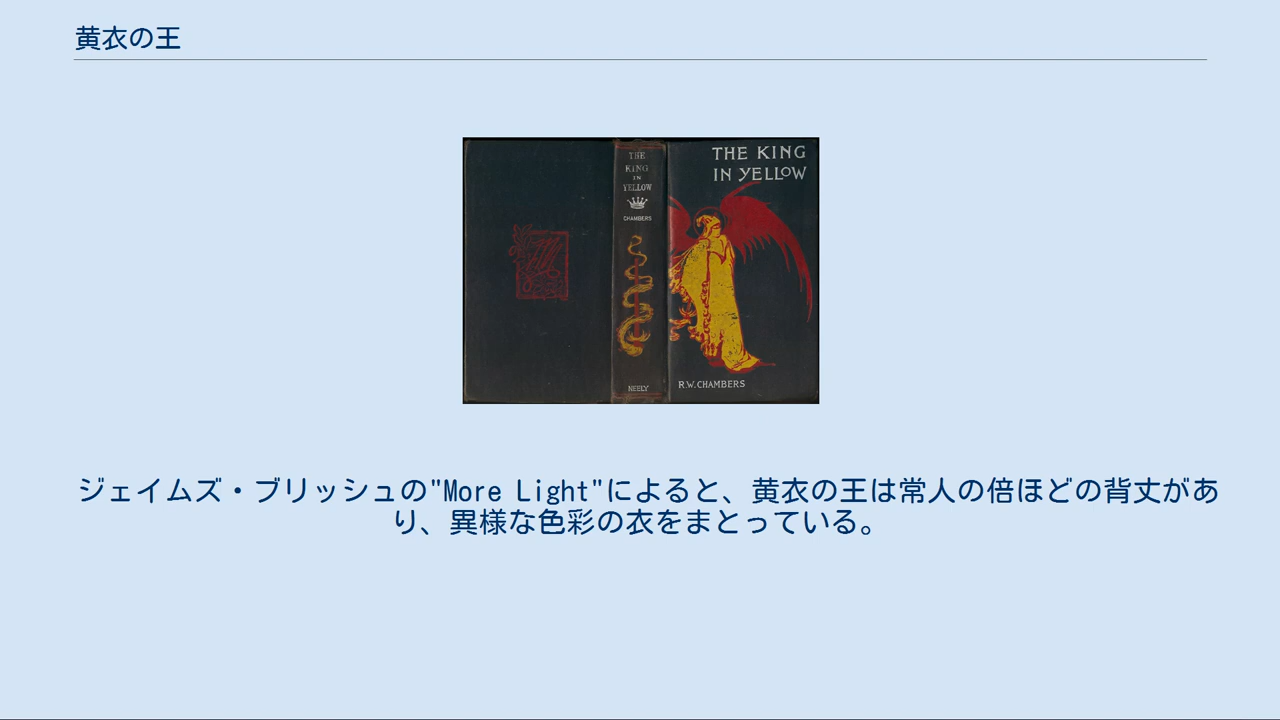 黄衣の王
THE
KING
IN
YELLOW
CHAMBERS
NEELY
THE KING
IN YELLOW
R.W.CHAMBERS
ジェイムズ・ブリッシュの"More Light"によると、黄衣の王は常人の倍ほどの背丈があ
り、異様な色彩の衣をまとっている。